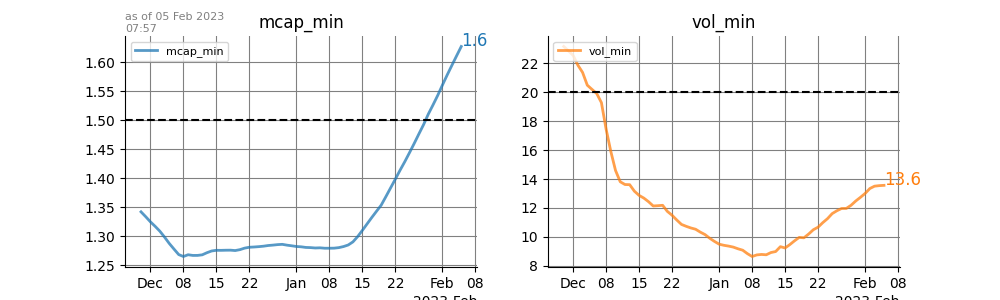 as of 05 Feb 2023
07:57
mcap_min
mcap_min
1.6
1.60
1.55
1.50
1.45
1.40
1.35
1.30
1.25
Dec 08 15 22 Jan 08 15 22 Feb 08
2023-Feb
vol_min
vol_min
13.6
22
20
18
16
14
12
10
8
Dec 08 15 22 Jan 08 15 22 Feb 08
2023-Feb